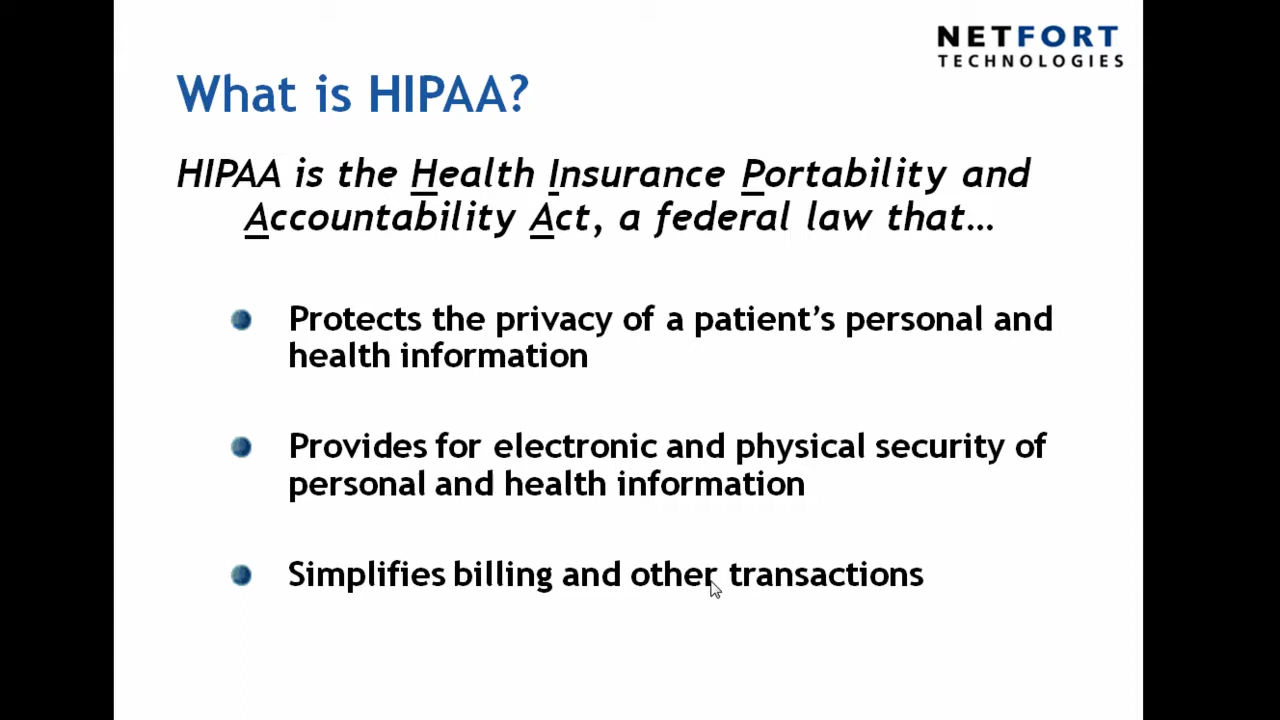 NETFORT
TECHNOLOGIES
What is HIPAA?
HIPAA is the Health Insurance Portability and
Accountability Act, a federal law that…
Protects the privacy of a patient’s personal and
health information
Provides for electronic and physical security of
personal and health information
Simplifies billing and other transactions